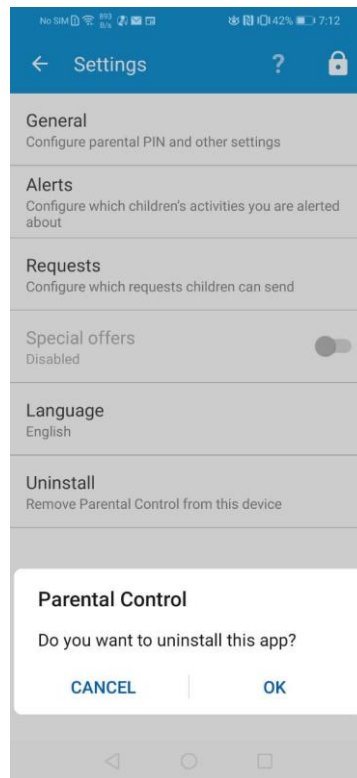 No SIM 893 B/s 42% 7:12
Settings ?
General
Configure parental PIN and other settings
Alerts
Configure which children's activities you are alerted
about
Requests
Configure which requests children can send
Special offers
Disabled
Language
English
Uninstall
Remove Parental Control from this device
Parental Control
Do you want to uninstall this app?
CANCEL OK